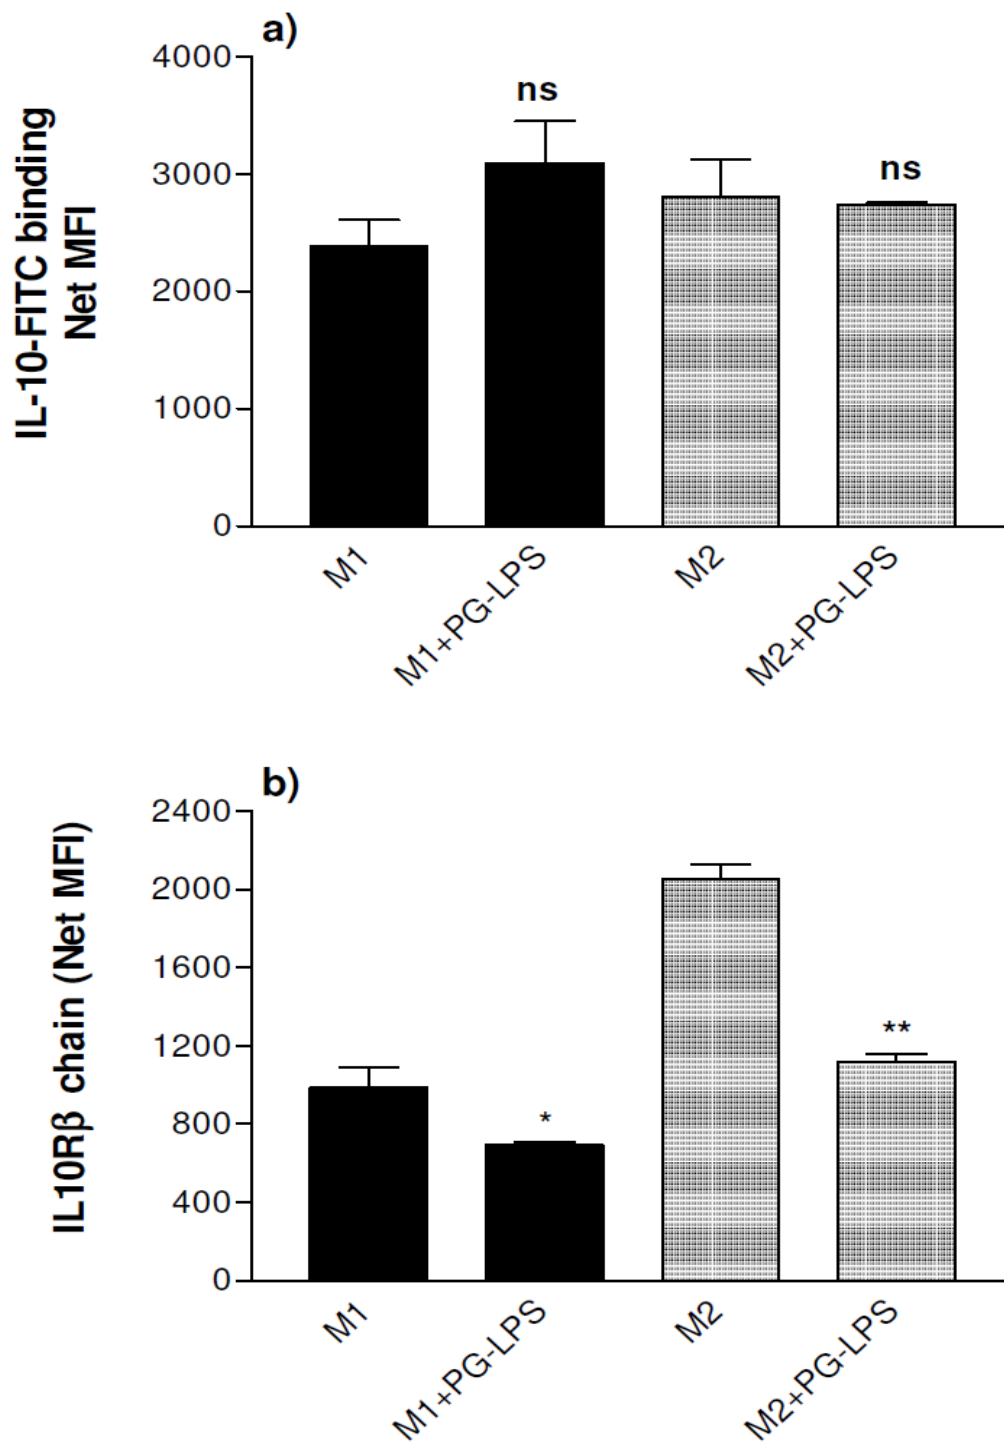 a)
IL-10-FITC binding
Net MFI
4000
3000
2000
1000
0
ns
ns
M1
M1+PG-LPS
M2
M2+PG-LPS
b)
IL10Rβ chain (Net MFI)
2400
2000
1600
1200
800
400
0
*
**
M1
M1+PG-LPS
M2
M2+PG-LPS